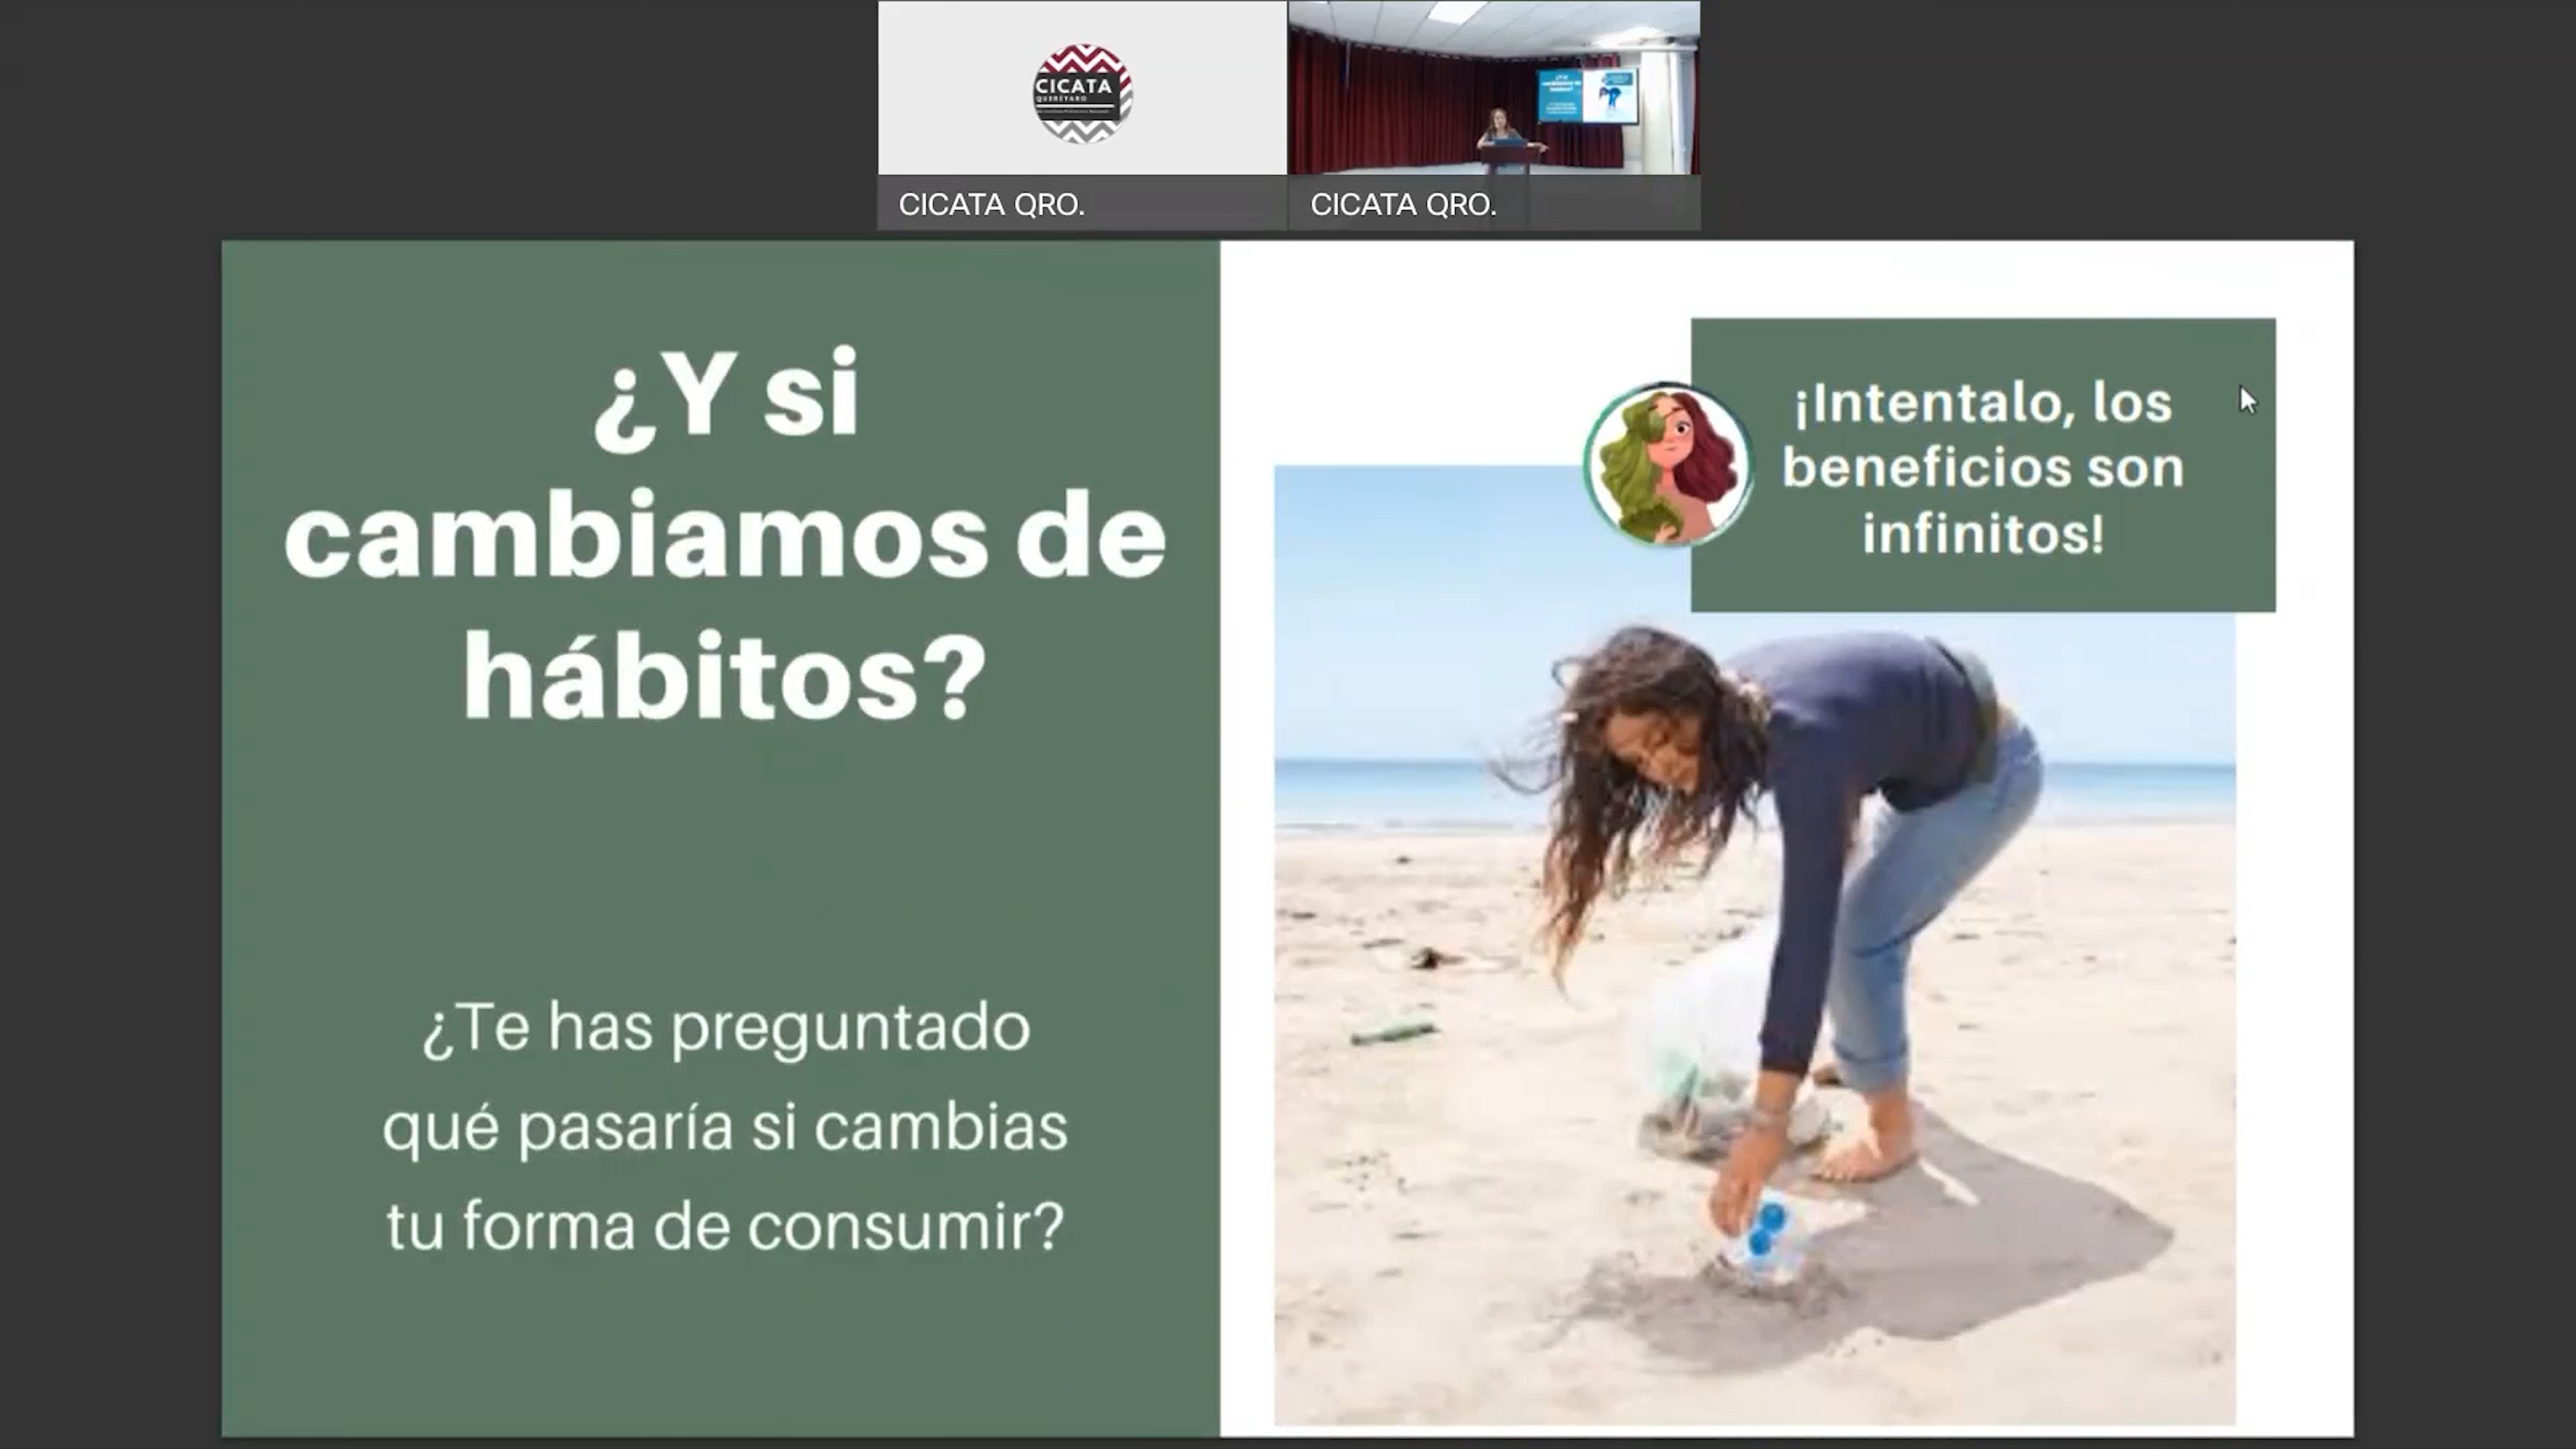 CICATA
QUERÉTARO
CICATA QRO.
CICATA QRO.
¿Y si
cambiamos de
hábitos?
¿Te has preguntado
qué pasaría si cambias
tu forma de consumir?
¡Intentalo, los
beneficios son
infinitos!